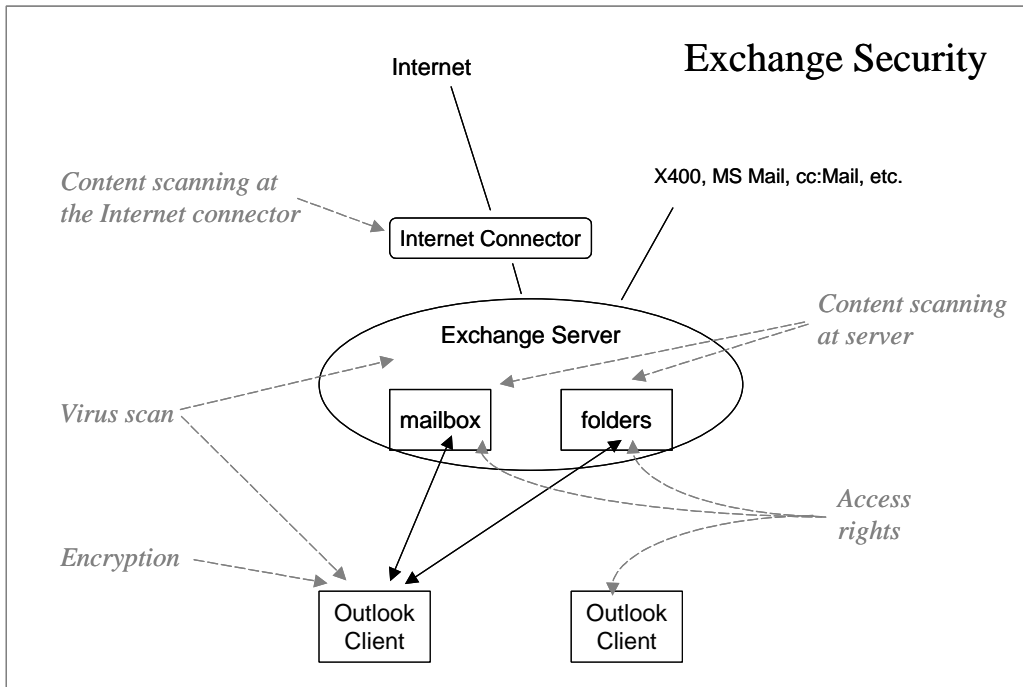 Exchange Security
Internet
Content scanning at
the Internet connector
X400, MS Mail, cc:Mail, etc.
Internet Connector
Content scanning
at server
Exchange Server
Virus scan
mailbox
folders
Access
rights
Encryption
Outlook
Client
Outlook
Client